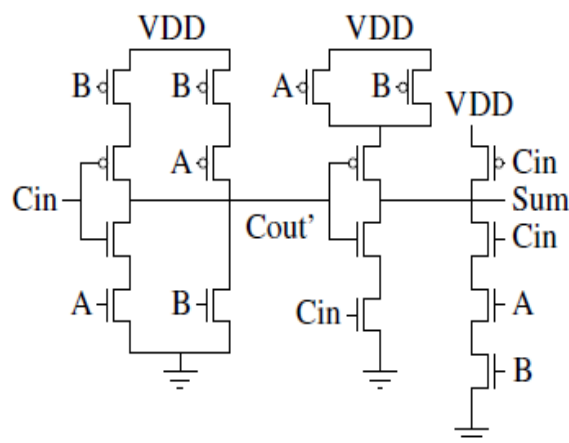 VDD VDD
B B A B VDD
A Cin
Cin Sum
Cout' Cin
A B Cin A
B